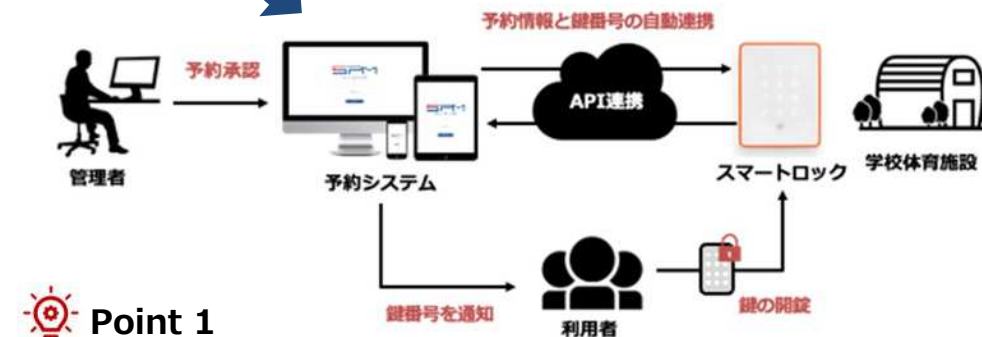 予約情報と鍵番号の自動連携
予約承認
SPM
SPM
API連携
管理者
予約システム
スマートロック
学校体育施設
鍵番号を通知
利用者
鍵の開錠
Point 1